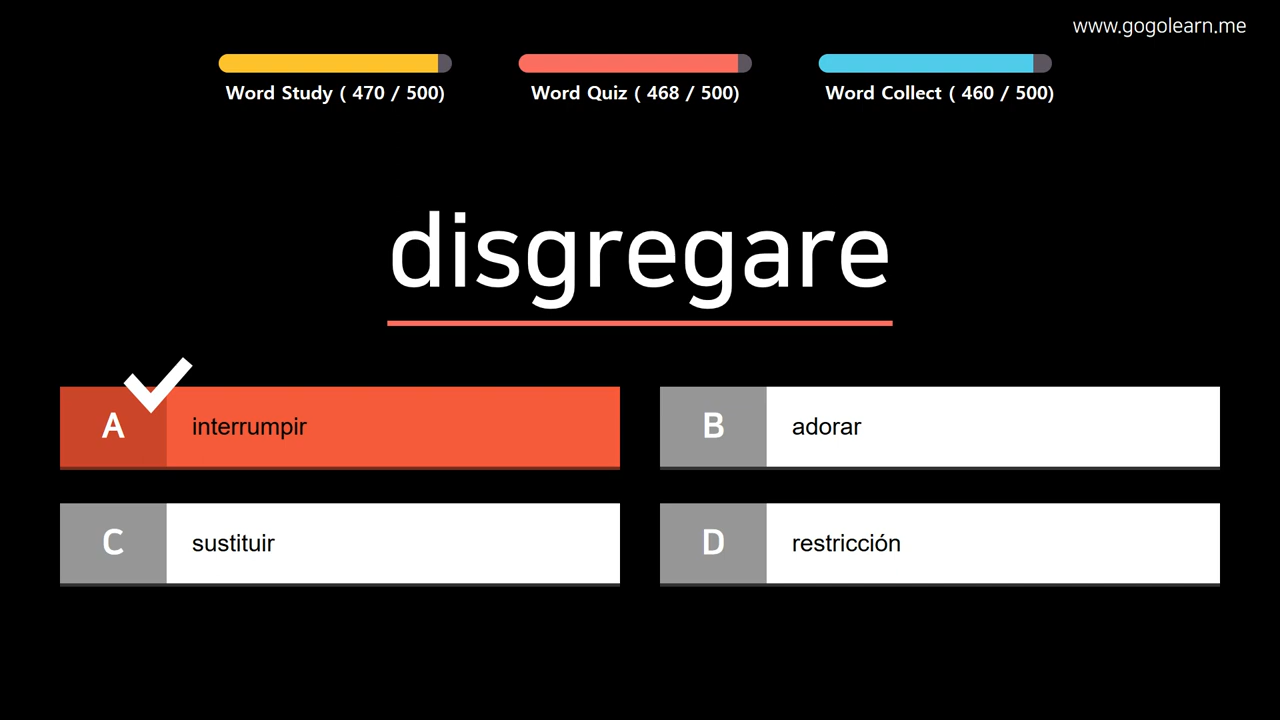 www.gogolearn.me
Word Study ( 470 / 500)
Word Quiz ( 468 / 500)
Word Collect ( 460 / 500)
disgregare
A interrumpir
B adorar
C sustituir
D restricción